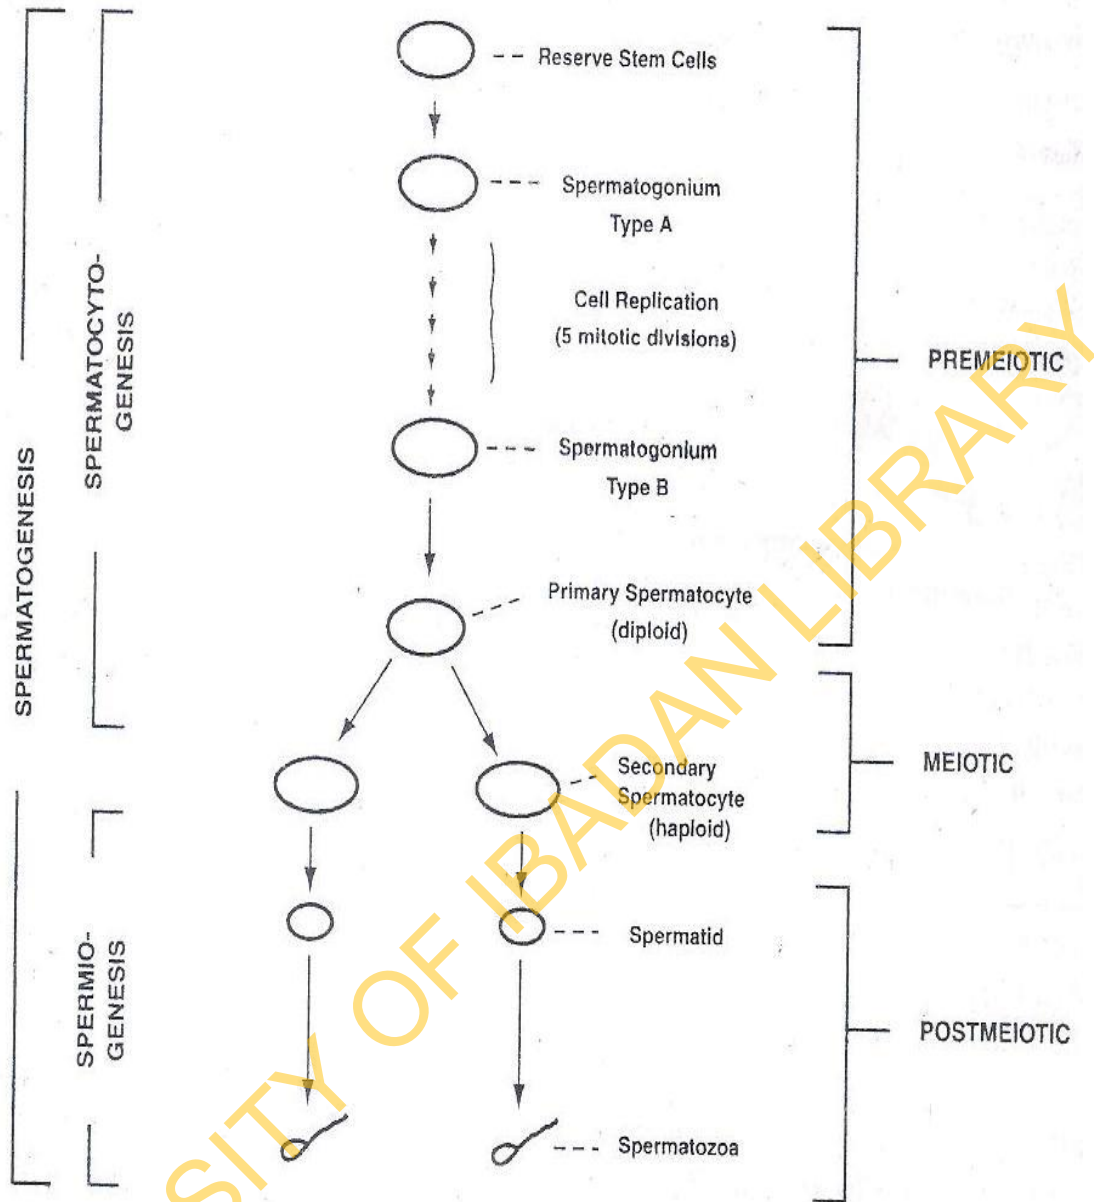 Reserve Stem Cells
Spermatogonium
Type A
Cell Replication
(5 mitotic divisions)
PREMEIOTIC
Spermatogonium
Type B
Primary Spermatocyte
(diploid)
SPERMATOGENESIS
SPERMATOCYTO-
GENESIS
Secondary
Spermatocyte
(haploid)
MEIOTIC
Spermatid
SPERMIO-
GENESIS
POSTMEIOTIC
Spermatozoa
SITY OF IBADAN LIBRARY